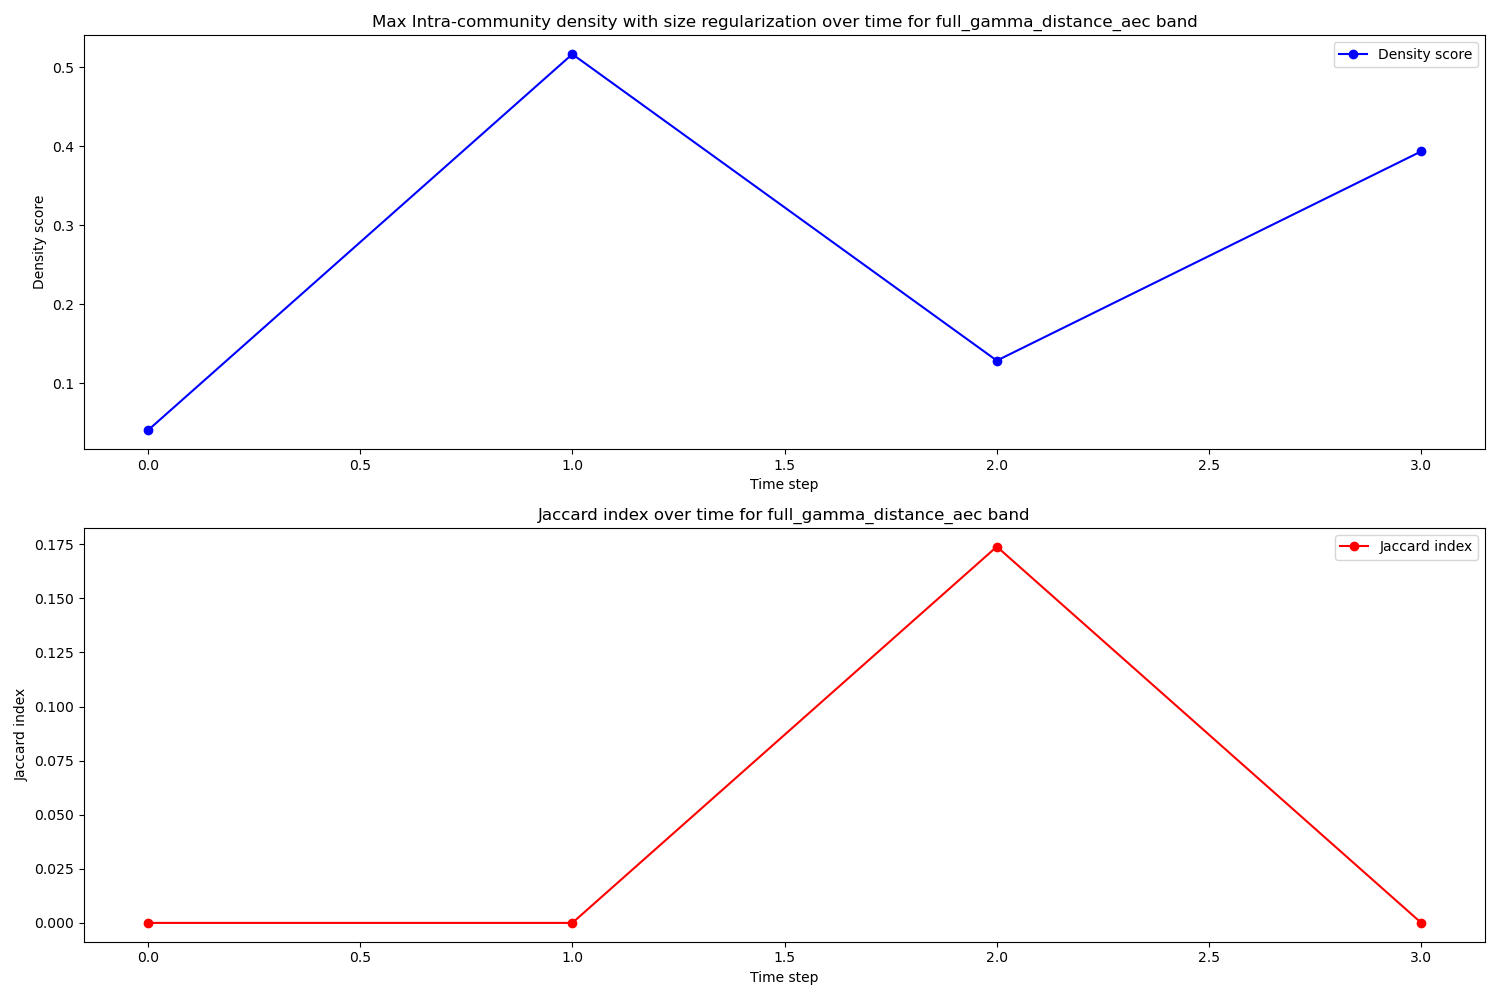 Max Intra-community density with size regularization over time for full_gamma_distance_aec band
Density score
0.5
0.4
0.3
0.2
0.1
Density score
0.0 0.5 1.0 1.5 2.0 2.5 3.0
Time step
Jaccard index over time for full_gamma_distance_aec band
Jaccard index
0.175
0.150
0.125
0.100
0.075
0.050
0.025
0.000
Jaccard index
0.0 0.5 1.0 1.5 2.0 2.5 3.0
Time step